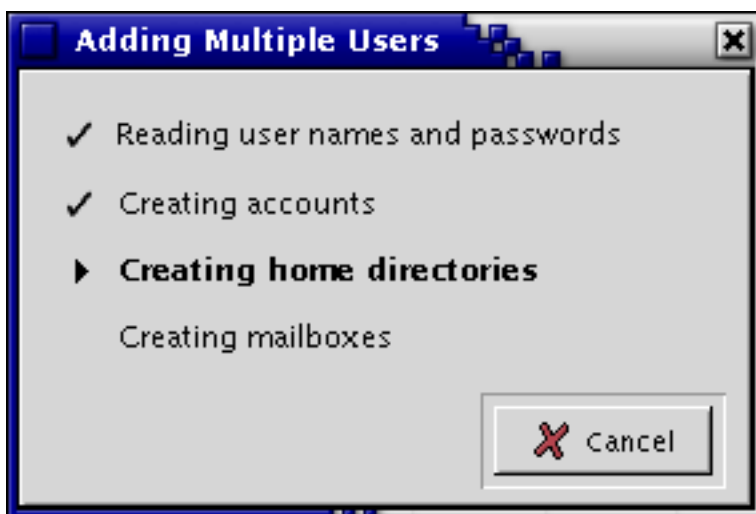 Adding Multiple Users
Reading user names and passwords
Creating accounts
Creating home directories
Creating mailboxes
Cancel